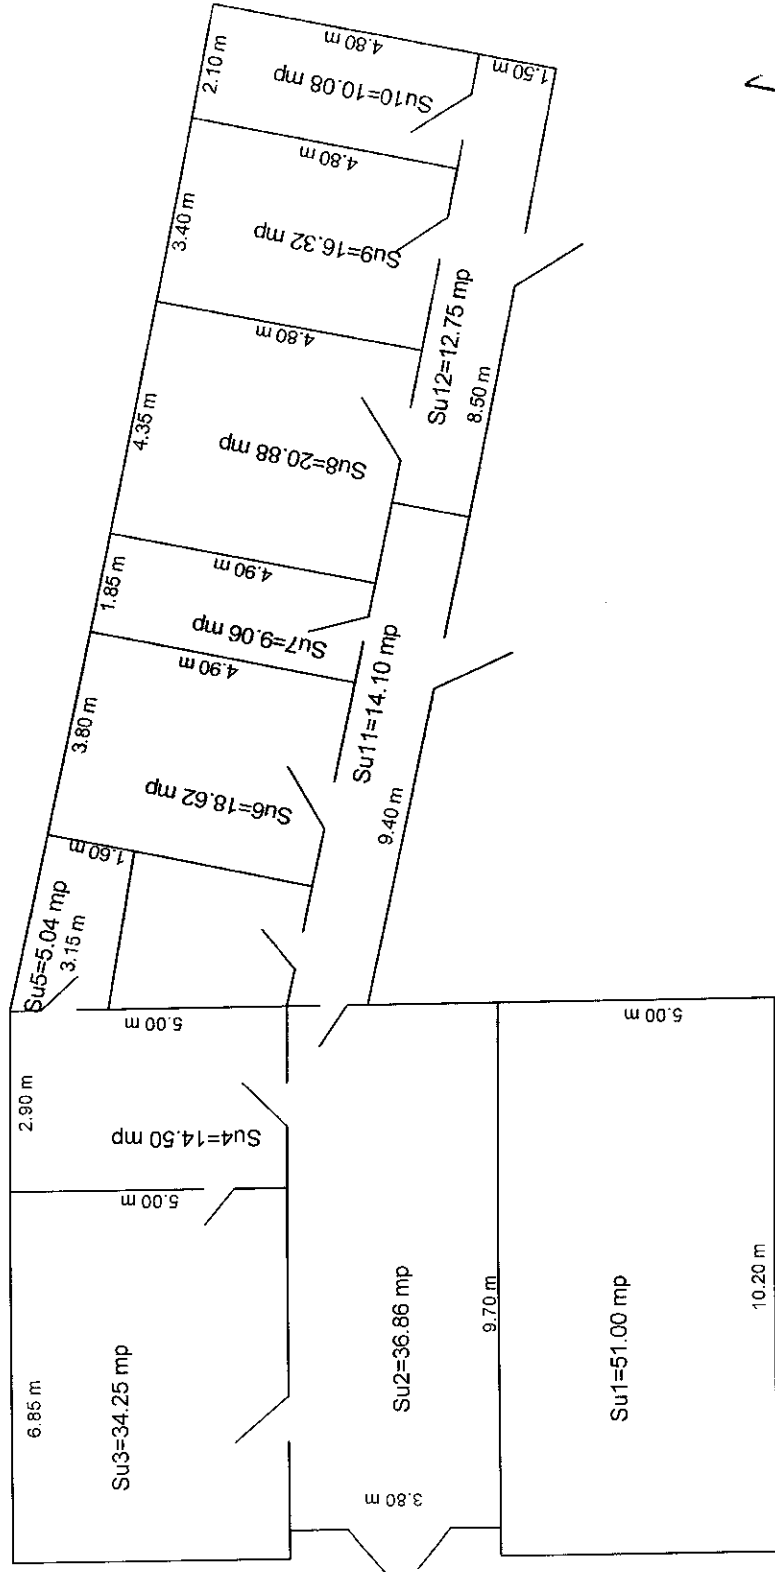 4.80 m
2.10 m
Su10=10.08 mp
1.50 m
4.80 m
3.40 m
Su9=16.32 mp
4.80 m
Su12=12.75 mp
8.50 m
4.35 m
Su8=20.88 mp
4.90 m
1.85 m
Su7=9.06 mp
4.90 m
Su11=14.10 mp
3.80 m
Su6=18.62 mp
9.40 m
1.60 m
Su5=5.04 mp
3.15 m
5.00 m
5.00 m
2.90 m
Su4=14.50 mp
5.00 m
6.85 m
Su3=34.25 mp
Su2=36.86 mp
9.70 m
Su1=51.00 mp
10.20 m
3.80 m